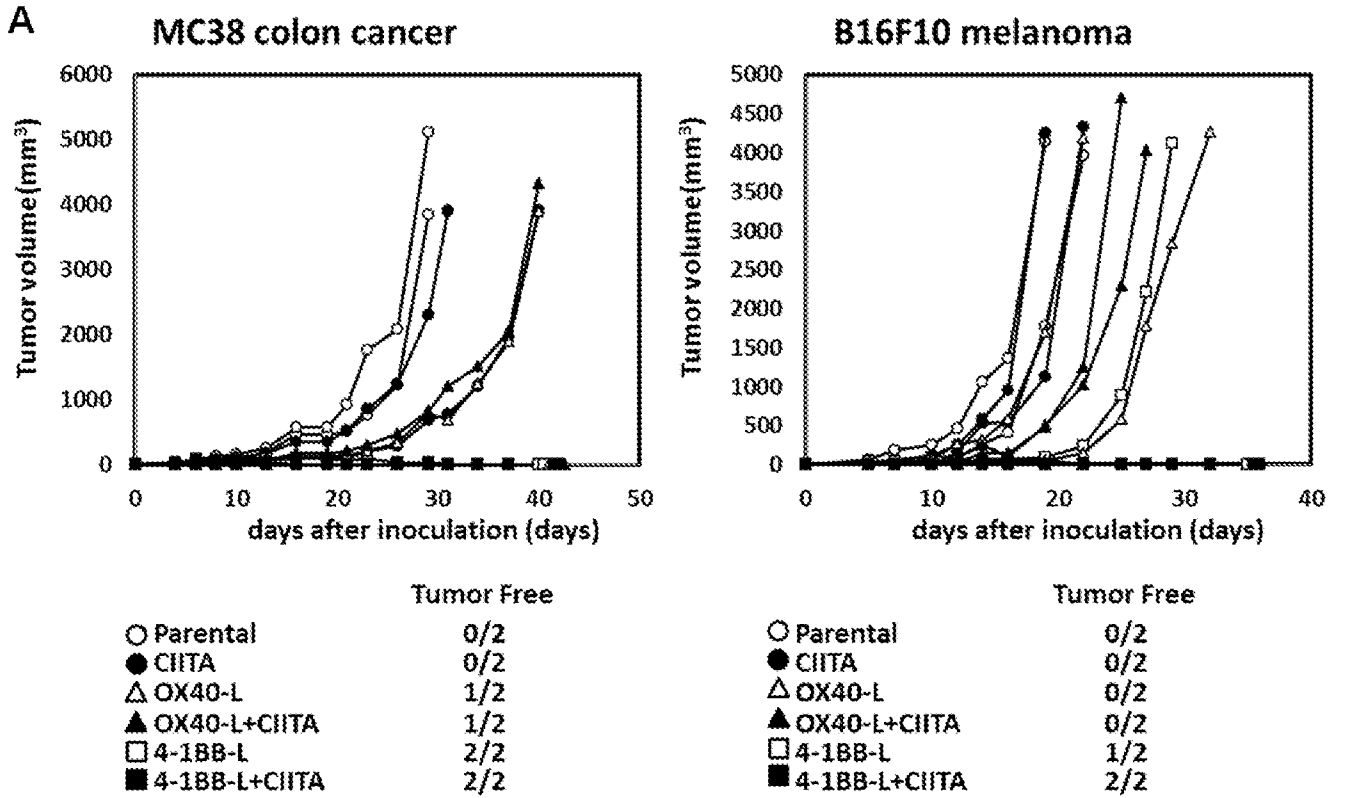 A
MC38 colon cancer
B16F10 melanoma
Tumor volume(mm³)
6000
5000
4000
3000
2000
1000
0
0 10 20 30 40 50
days after inoculation (days)
Tumor volume(mm³)
5000
4500
4000
3500
3000
2500
2000
1500
1000
500
0
0 10 20 30 40
days after inoculation (days)
Tumor Free
Parental 0/2
CIITA 0/2
OX40-L 1/2
OX40-L+CIITA 1/2
4-1BB-L 2/2
4-1BB-L+CIITA 2/2
Tumor Free
Parental 0/2
CIITA 0/2
OX40-L 0/2
OX40-L+CIITA 0/2
4-1BB-L 1/2
4-1BB-L+CIITA 2/2